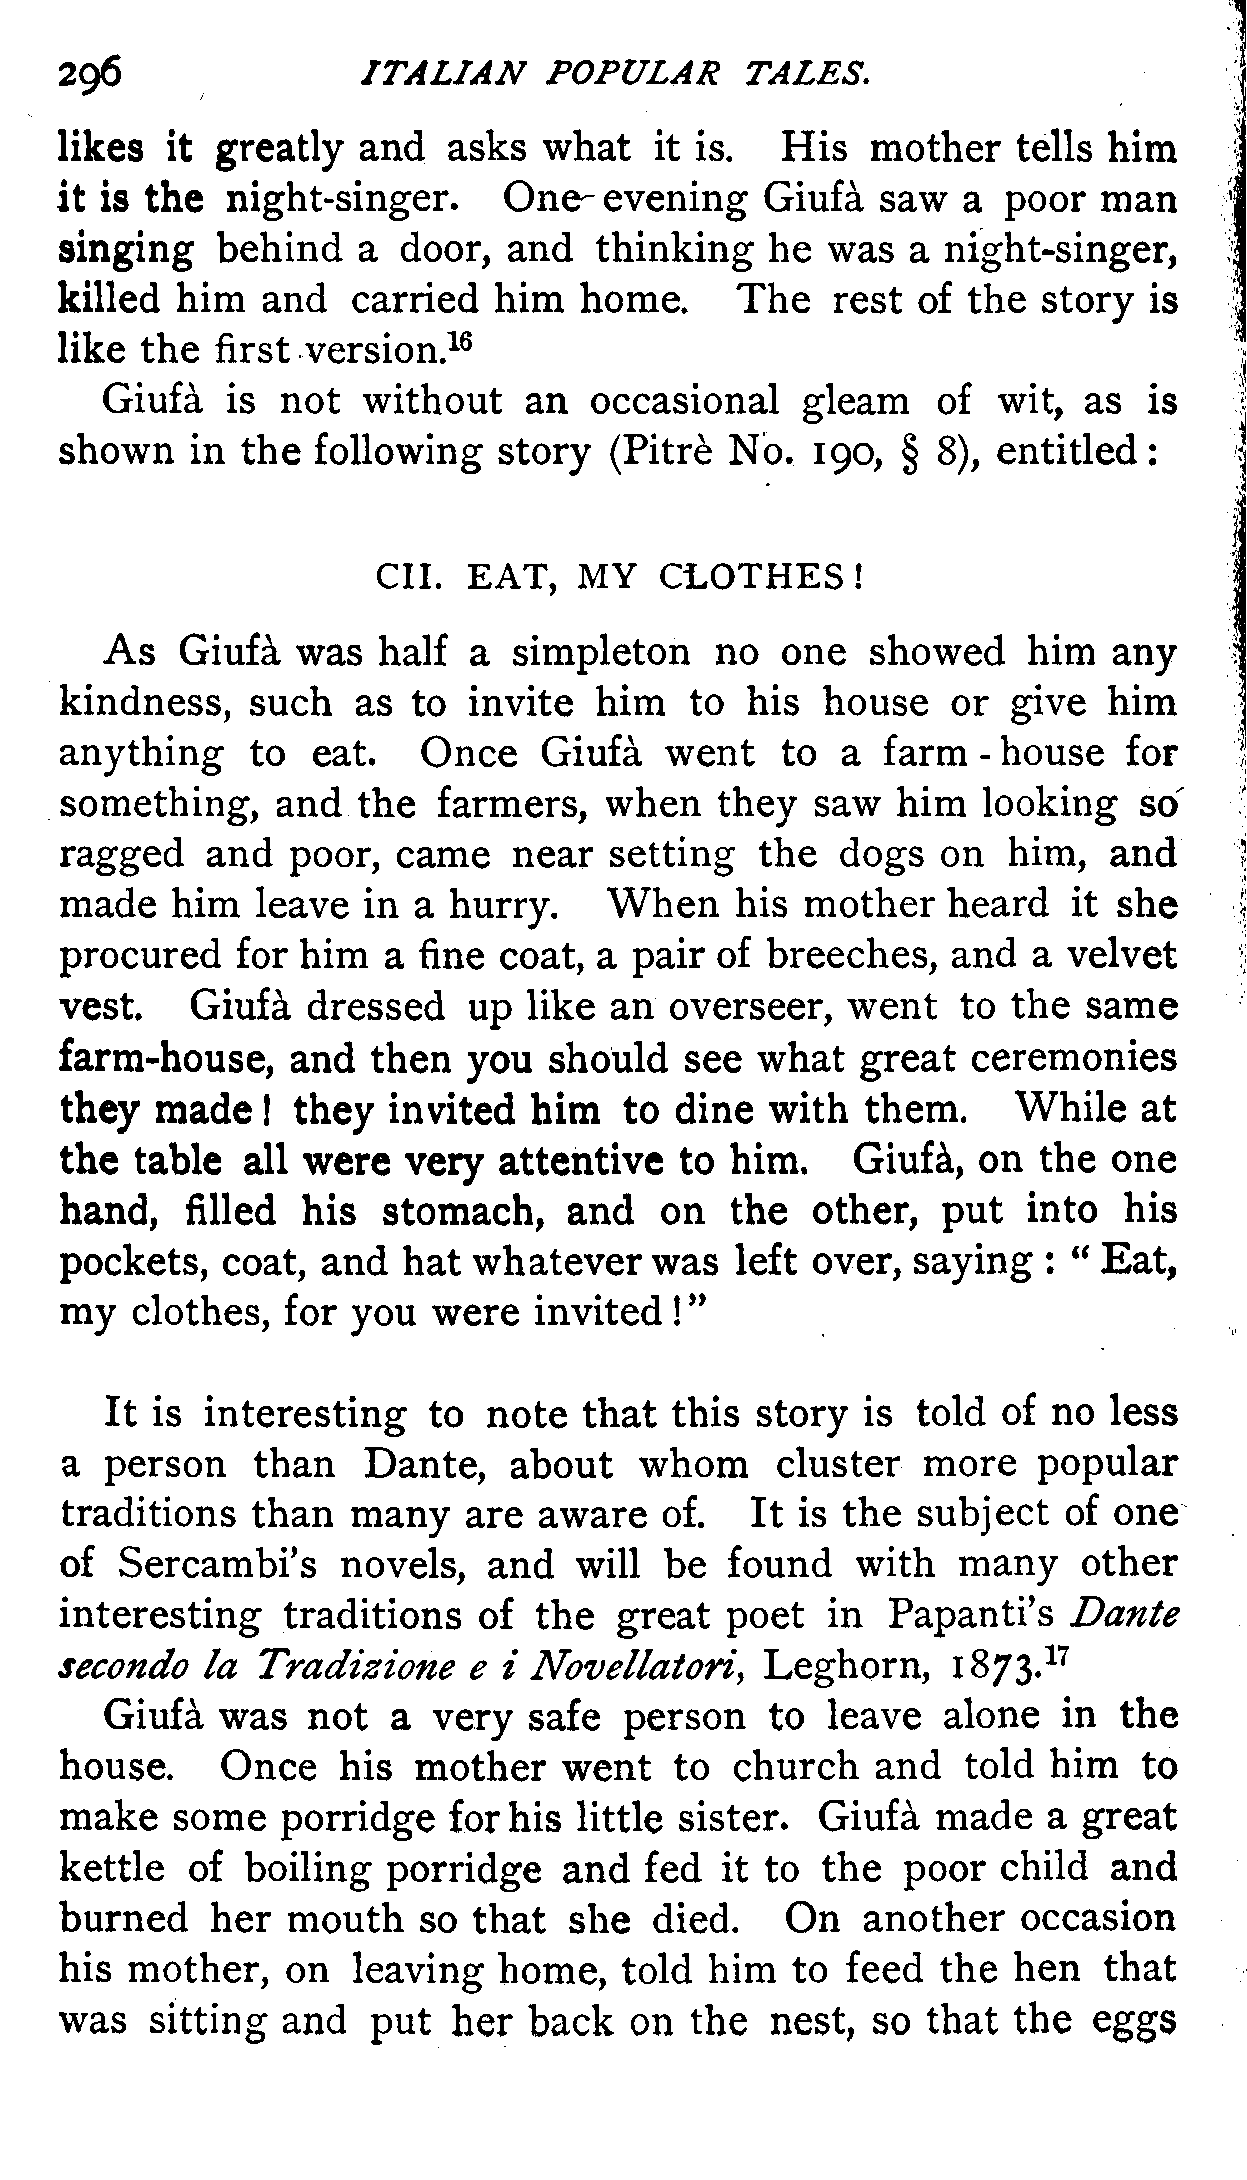 296 ITALIAN POPULAR TALES.
likes it greatly and asks what it is. His mother tells him
it is the night-singer. One evening Giufà saw a poor man
singing behind a door, and thinking he was a night-singer,
killed him and carried him home. The rest of the story is
like the first version.¹⁶
Giufà is not without an occasional gleam of wit, as is
shown in the following story (Pitrè No. 190, § 8), entitled :
CII. EAT, MY CLOTHES !
As Giufà was half a simpleton no one showed him any
kindness, such as to invite him to his house or give him
anything to eat. Once Giufà went to a farm-house for
something, and the farmers, when they saw him looking so
ragged and poor, came near setting the dogs on him, and
made him leave in a hurry. When his mother heard it she
procured for him a fine coat, a pair of breeches, and a velvet
vest. Giufà dressed up like an overseer, went to the same
farm-house, and then you should see what great ceremonies
they made ! they invited him to dine with them. While at
the table all were very attentive to him. Giufà, on the one
hand, filled his stomach, and on the other, put into his
pockets, coat, and hat whatever was left over, saying : “ Eat,
my clothes, for you were invited ! ”
It is interesting to note that this story is told of no less
a person than Dante, about whom cluster more popular
traditions than many are aware of. It is the subject of one
of Sercambi's novels, and will be found with many other
interesting traditions of the great poet in Papanti's Dante
secondo la Tradizione e i Novellatori, Leghorn, 1873.¹⁷
Giufà was not a very safe person to leave alone in the
house. Once his mother went to church and told him to
make some porridge for his little sister. Giufà made a great
kettle of boiling porridge and fed it to the poor child and
burned her mouth so that she died. On another occasion
his mother, on leaving home, told him to feed the hen that
was sitting and put her back on the nest, so that the eggs